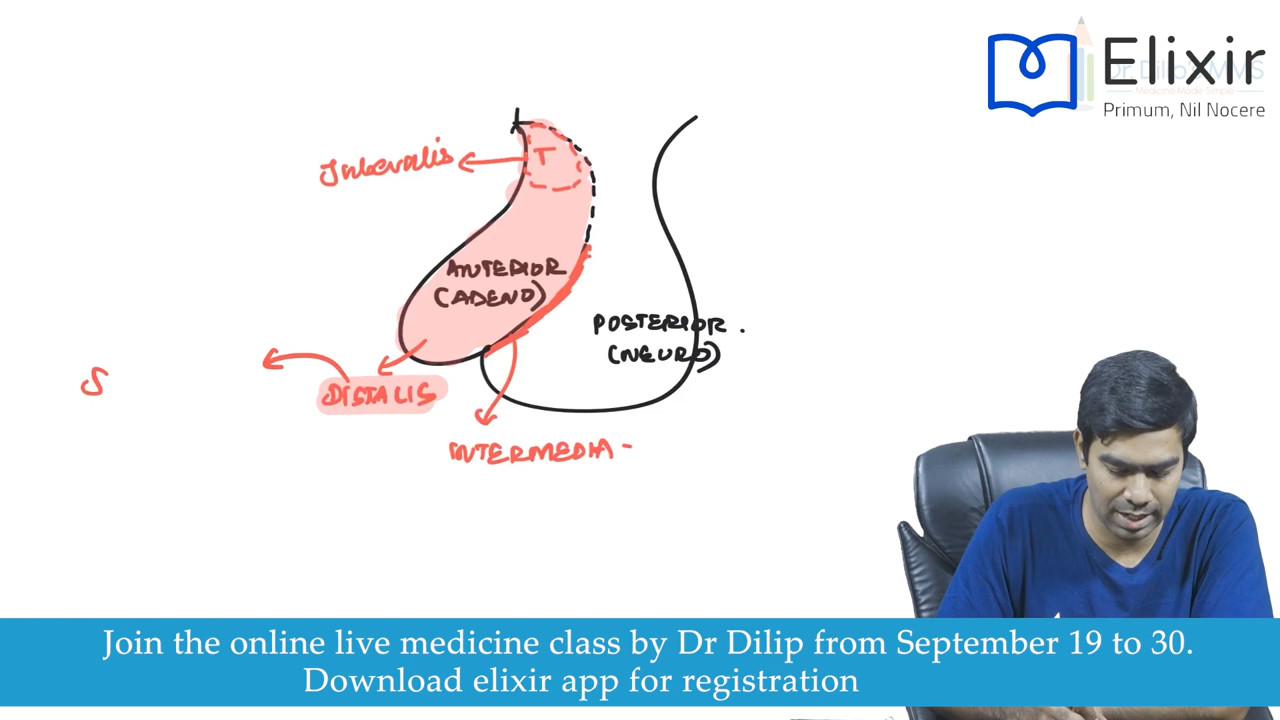 Elixir
Primum, Nil Nocere
T
ANTERIOR
(ADENO)
POSTERIOR.
(NEURO)
S
DISTALIS
INTERMEDIA -
Join the online live medicine class by Dr Dilip from September 19 to 30.
Download elixir app for registration